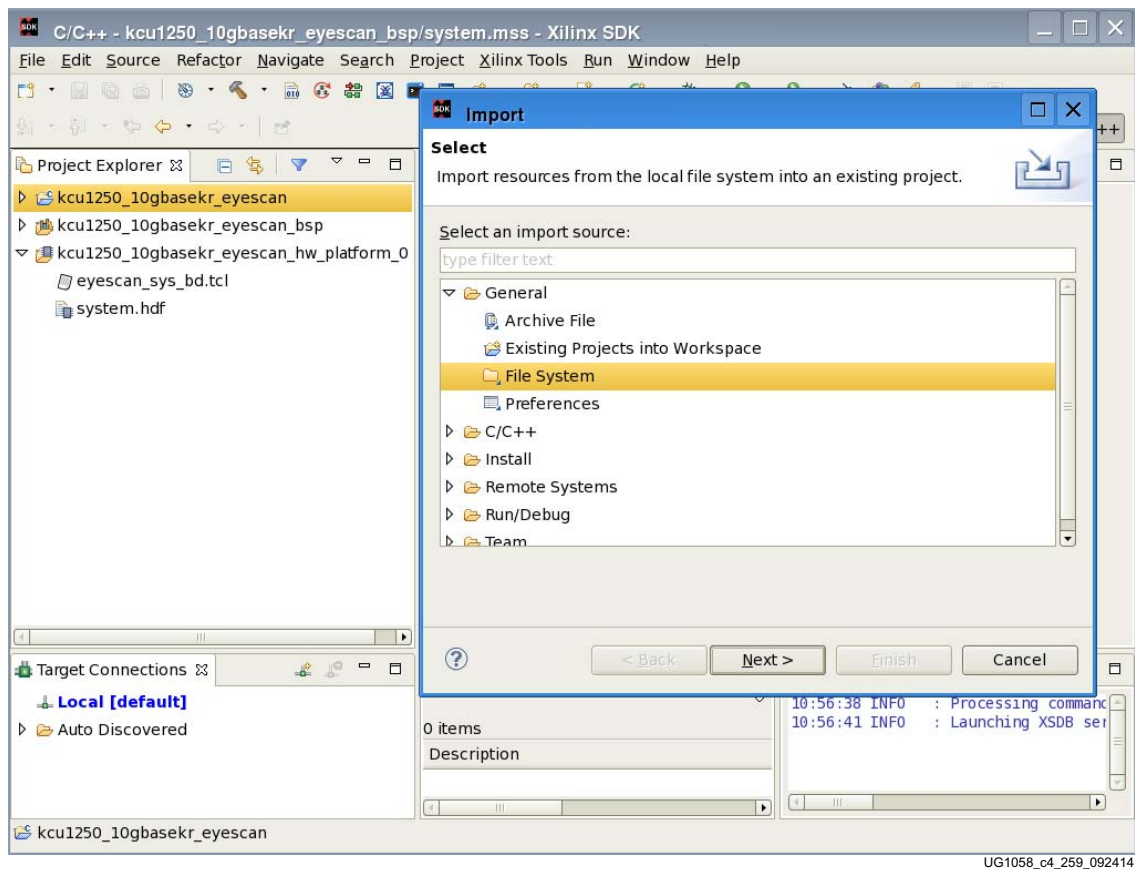 C/C++ - kcu1250_10gbasekr_eyescan_bsp/system.mss - Xilinx SDK
File Edit Source Refactor Navigate Search Project Xilinx Tools Run Window Help
Import
++
Select
Import resources from the local file system into an existing project.
Project Explorer
kcu1250_10gbasekr_eyescan
kcu1250_10gbasekr_eyescan_bsp
kcu1250_10gbasekr_eyescan_hw_platform_0
eyescan_sys_bd.tcl
system.hdf
Select an import source:
type filter text
General
Archive File
Existing Projects into Workspace
File System
Preferences
C/C++
Install
Remote Systems
Run/Debug
Team
< Back Next > Finish Cancel
Target Connections
Local [default]
Auto Discovered
0 items
Description
10:56:38 INFO : Processing command
10:56:41 INFO : Launching XSDB ser
kcu1250_10gbasekr_eyescan
UG1058_c4_259_092414